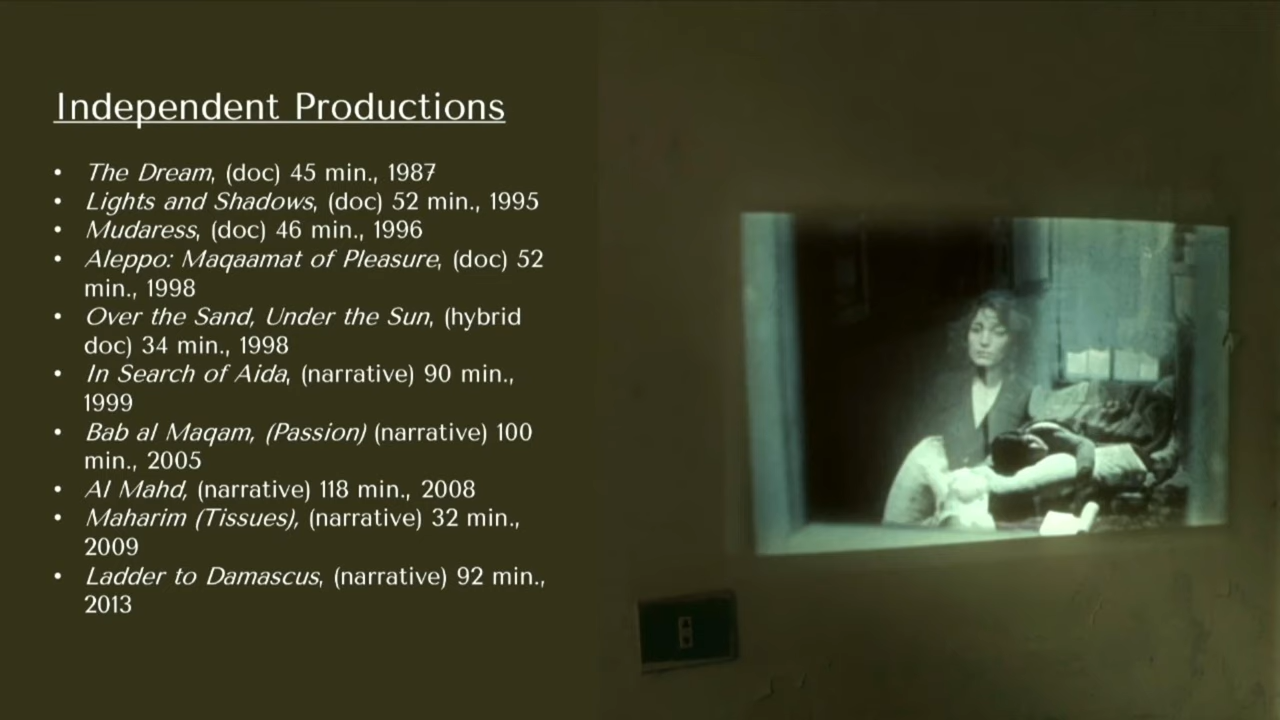 Independent Productions
• The Dream, (doc) 45 min., 1987
• Lights and Shadows, (doc) 52 min., 1995
• Mudaress, (doc) 46 min., 1996
• Aleppo: Maqaamat of Pleasure, (doc) 52
min., 1998
• Over the Sand, Under the Sun, (hybrid
doc) 34 min., 1998
• In Search of Aida, (narrative) 90 min.,
1999
• Bab al Maqam, (Passion) (narrative) 100
min., 2005
• Al Mahd, (narrative) 118 min., 2008
• Maharim (Tissues), (narrative) 32 min.,
2009
• Ladder to Damascus, (narrative) 92 min.,
2013